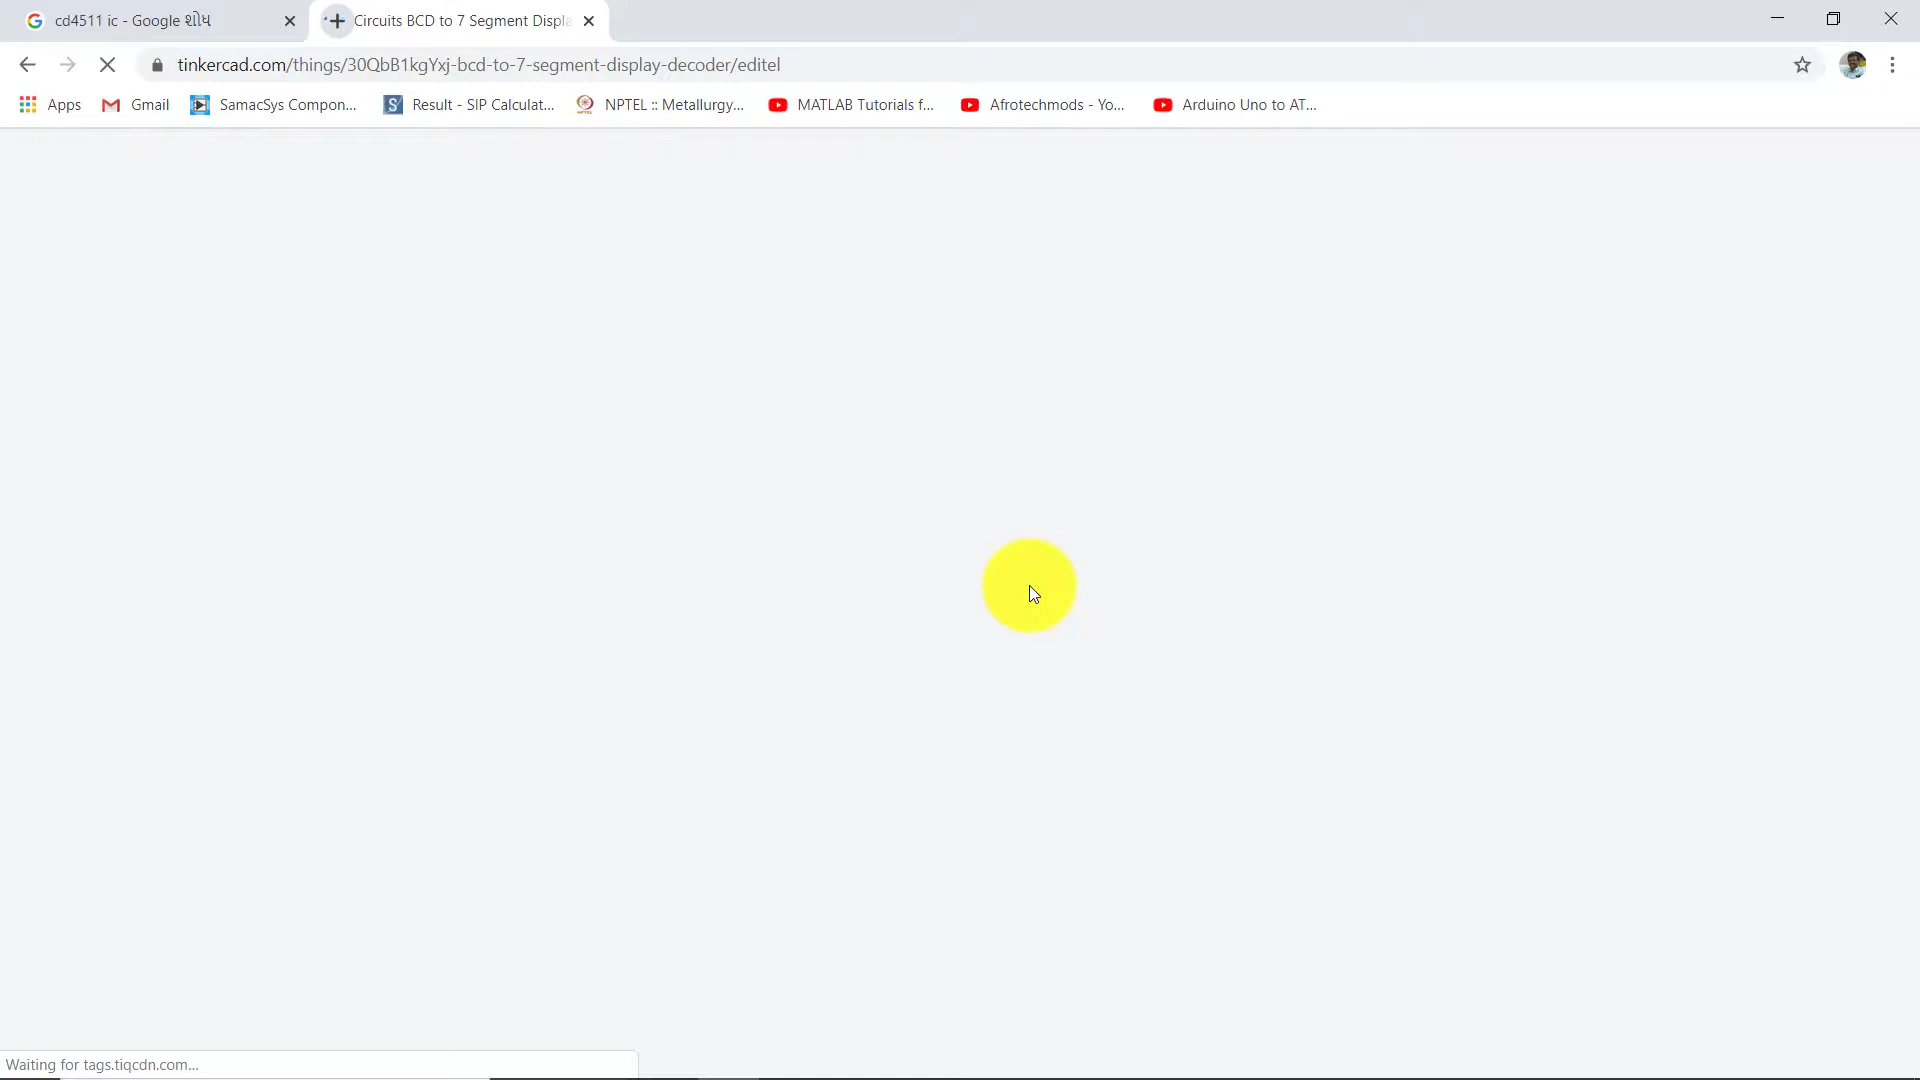 cd4511 ic - Google શોધ
Circuits BCD to 7 Segment Displa
tinkercad.com/things/30QbB1kgYxj-bcd-to-7-segment-display-decoder/editel
Apps Gmail SamacSys Compon... Result - SIP Calculat... NPTEL :: Metallurgy,... MATLAB Tutorials f... Afrotechmods - Yo... Arduino Uno to AT...
Waiting for tags.tiqcdn.com...